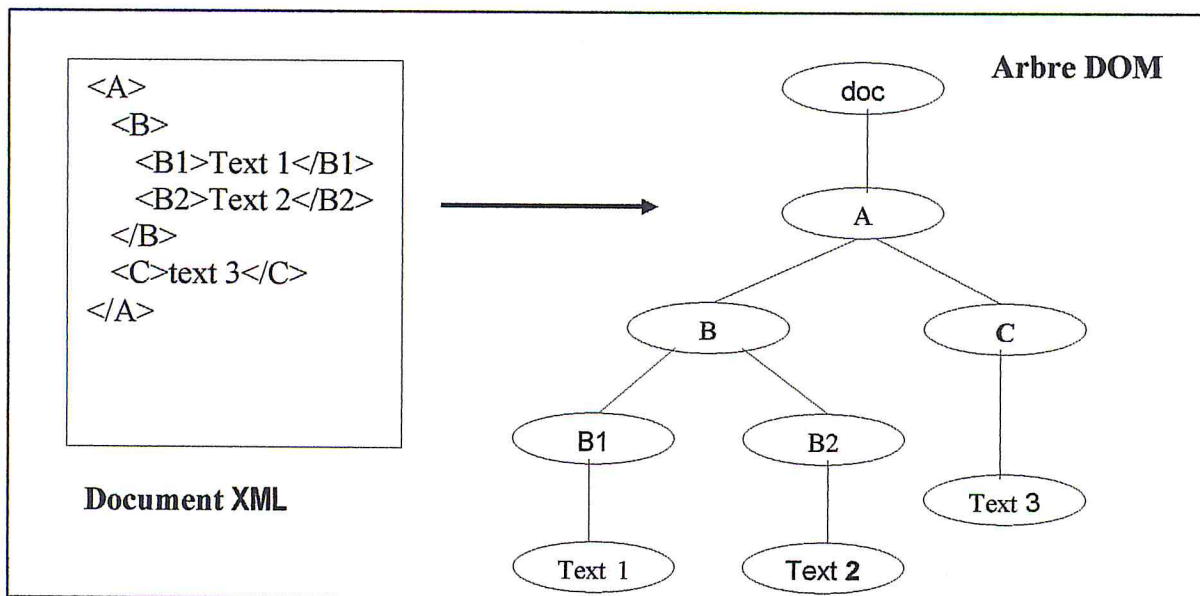 <A>
<B>
<B1>Text 1</B1>
<B2>Text 2</B2>
</B>
<C>text 3</C>
</A>
Document XML
Arbre DOM
doc
A
B
C
B1
B2
Text 3
Text 1
Text 2